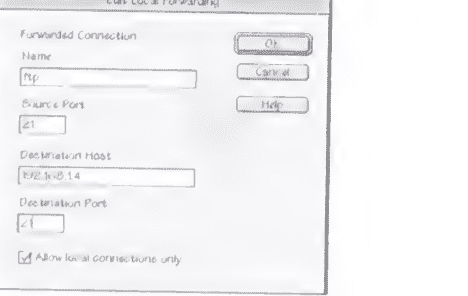 Edit Local Forwarding
Forwarded Connection
Name
ftp
Source Port
21
Destination Host
Destination Port
21
Allow local connections only
OK
Cancel
Help